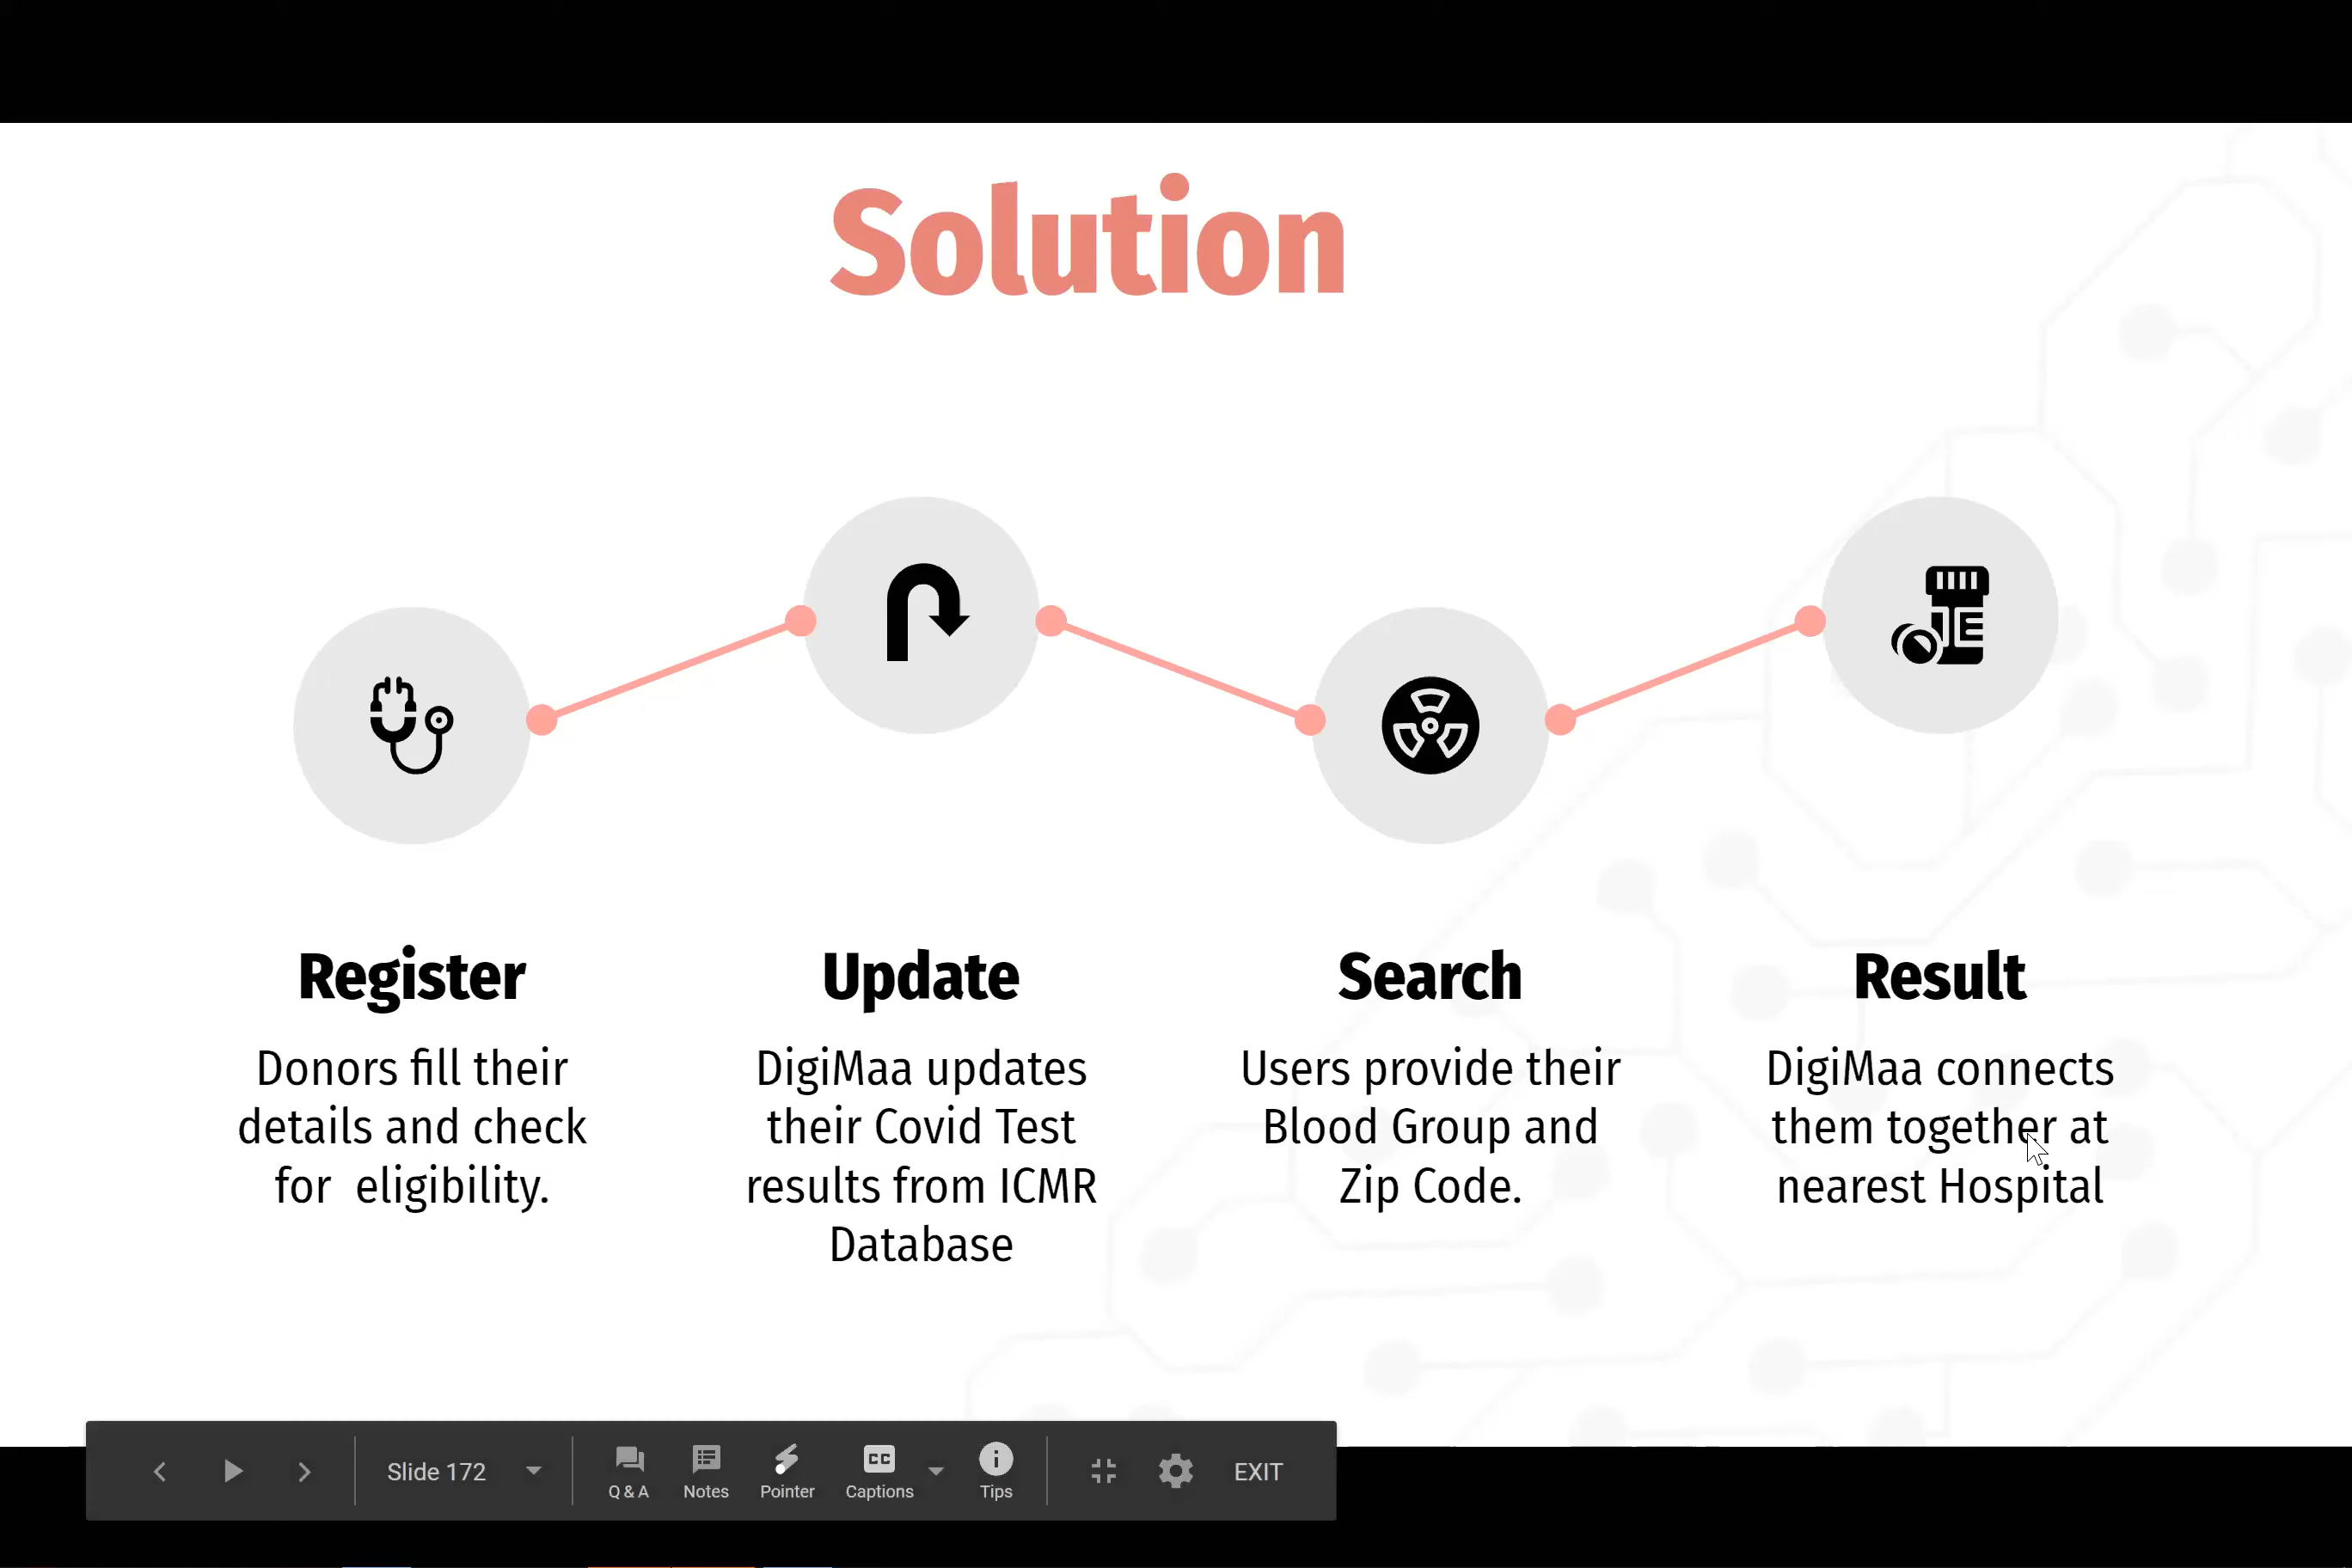 Solution
Register
Donors fill their
details and check
for  eligibility.
Update
DigiMaa updates
their Covid Test
results from ICMR
Database
Search
Users provide their
Blood Group and
Zip Code.
Result
DigiMaa connects
them together at
nearest Hospital
Slide 172
Q & A
Notes
Pointer
CC
Captions
Tips
EXIT